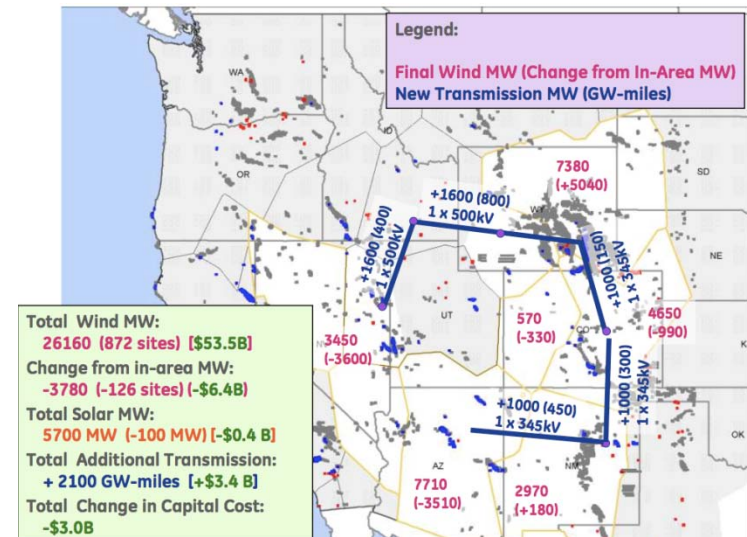 Legend:
Final Wind MW (Change from In-Area MW)
New Transmission MW (GW-miles)
WA
OR
ID
SD
WY
NE
7380
(+5040)
+1600 (800)
1 x 500kV
+1600 (400)
1 x 500kV
+1000 (150)
1 x 345kV
UT
CO
570
(-330)
4650
(-990)
3450
(-3600)
+1000 (300)
1 x 345kV
+1000 (450)
1 x 345kV
OK
AZ
NM
7710
(-3510)
2970
(+180)
Total Wind MW:
26160 (872 sites) [$53.5B]
Change from in-area MW:
-3780 (-126 sites) (-$6.4B)
Total Solar MW:
5700 MW (-100 MW) [-$0.4 B]
Total Additional Transmission:
+ 2100 GW-miles [+$3.4 B]
Total Change in Capital Cost:
-$3.0B